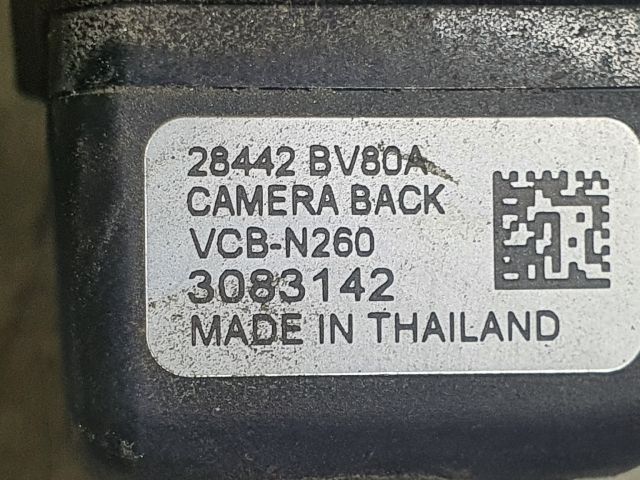 28442 BV80A
CAMERA BACK
VCB-N260
3083142
MADE IN THAILAND